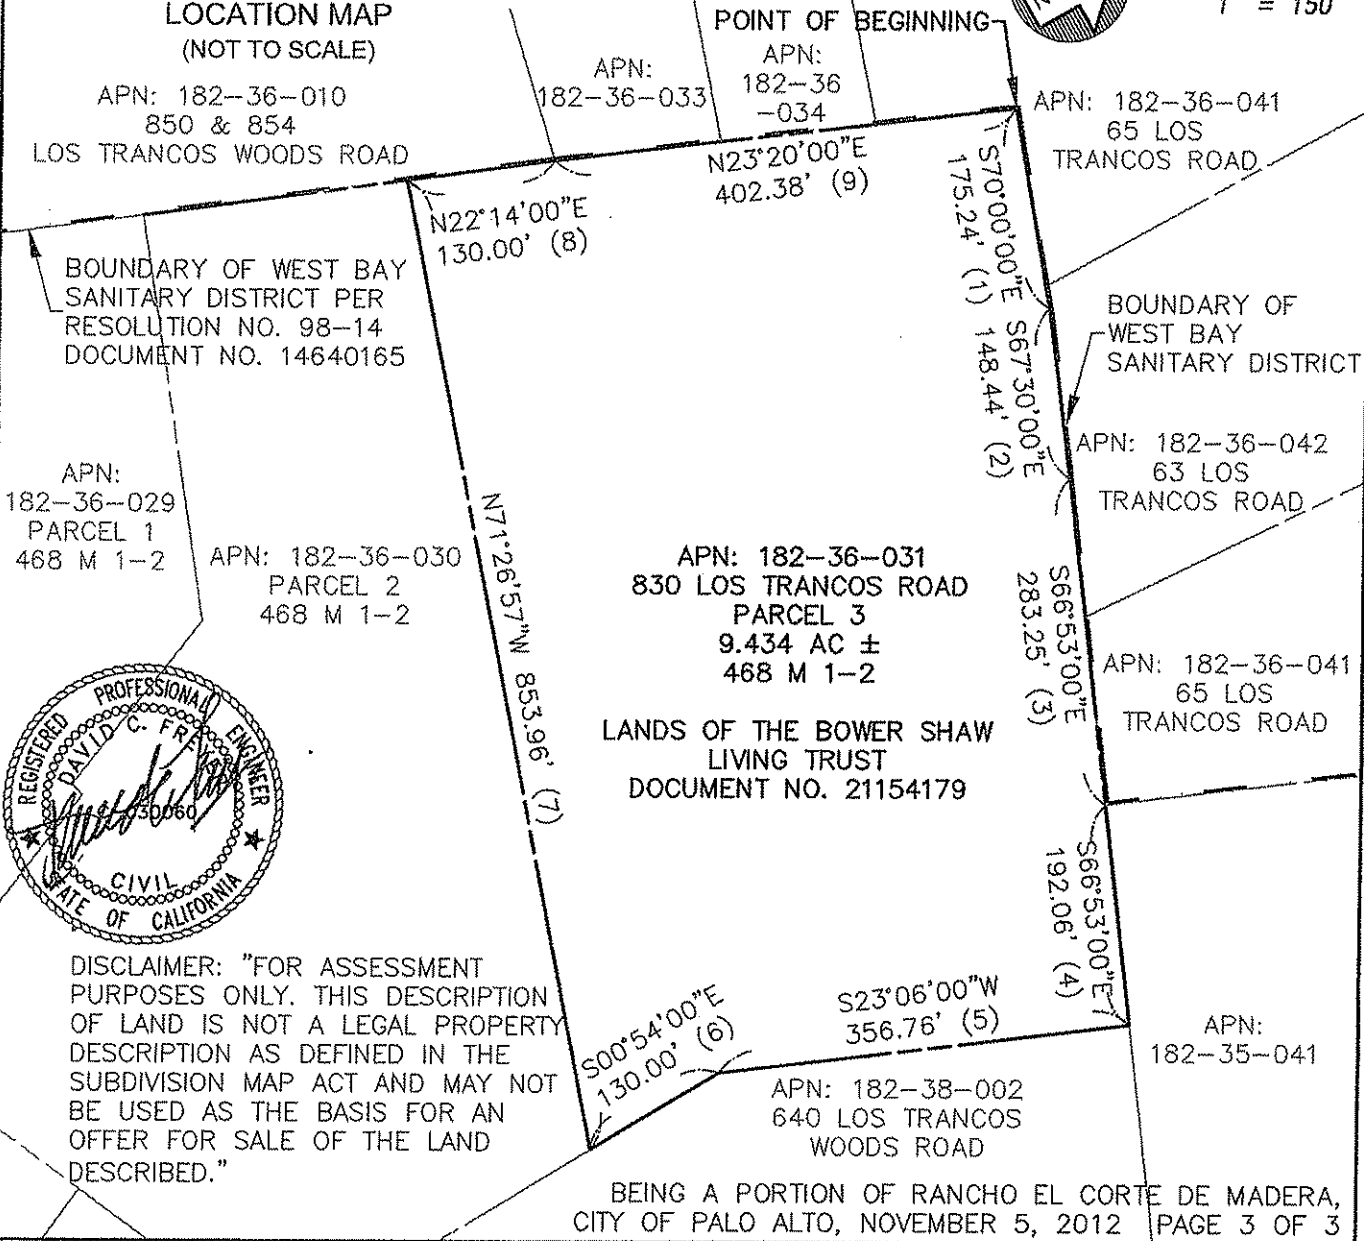 LOCATION MAP
(NOT TO SCALE)
POINT OF BEGINNING
= 150
APN: 182-36-010
850 & 854
LOS TRANCOS WOODS ROAD
APN:
182-36-033
APN:
182-36
-034
APN: 182-36-041
65 LOS
TRANCOS ROAD
N22°14'00"E
130.00' (8)
N23°20'00"E
402.38' (9)
S70°00'00"E
175.24' (1)
S67°30'00"E
148.44' (2)
BOUNDARY OF WEST BAY
SANITARY DISTRICT PER
RESOLUTION NO. 98-14
DOCUMENT NO. 14640165
BOUNDARY OF
WEST BAY
SANITARY DISTRICT
APN: 182-36-042
63 LOS
TRANCOS ROAD
APN:
182-36-029
PARCEL 1
468 M 1-2
APN: 182-36-030
PARCEL 2
468 M 1-2
N71°26'57"W 853.96' (7)
APN: 182-36-031
830 LOS TRANCOS ROAD
PARCEL 3
9.434 AC ±
468 M 1-2
LANDS OF THE BOWER SHAW
LIVING TRUST
DOCUMENT NO. 21154179
S66°53'00"E
283.25' (3)
APN: 182-36-041
65 LOS
TRANCOS ROAD
REGISTERED PROFESSIONAL ENGINEER
DAVID C.
30060
CIVIL
STATE OF CALIFORNIA
S66°53'00"E
192.06' (4)
DISCLAIMER: "FOR ASSESSMENT
PURPOSES ONLY. THIS DESCRIPTION
OF LAND IS NOT A LEGAL PROPERTY
DESCRIPTION AS DEFINED IN THE
SUBDIVISION MAP ACT AND MAY NOT
BE USED AS THE BASIS FOR AN
OFFER FOR SALE OF THE LAND
DESCRIBED."
S00°54'00"E
130.00' (6)
S23°06'00"W
356.76' (5)
APN: 182-38-002
640 LOS TRANCOS
WOODS ROAD
APN:
182-35-041
BEING A PORTION OF RANCHO EL CORTE DE MADERA,
CITY OF PALO ALTO, NOVEMBER 5, 2012 PAGE 3 OF 3